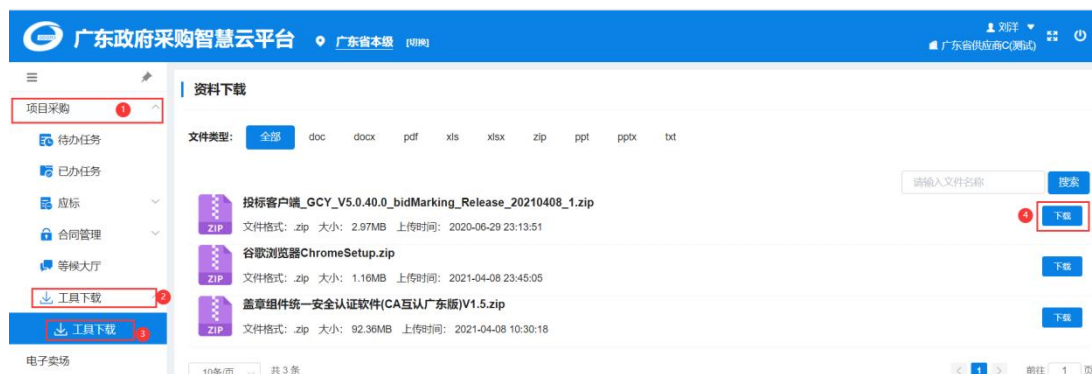 广东政府采购智慧云平台 广东省本级 [切换]
刘洋
广东省供应商C(测试)
项目采购 1
待办任务
已办任务
应标
合同管理
等候大厅
工具下载 2
工具下载 3
电子卖场
资料下载
文件类型: 全部 doc docx pdf xls xlsx zip ppt pptx txt
请输入文件名称 搜索
ZIP
投标客户端_GCY_V5.0.40.0_bidMarking_Release_20210408_1.zip
文件格式: .zip 大小: 2.97MB 上传时间: 2020-06-29 23:13:51
4 下载
ZIP
谷歌浏览器ChromeSetup.zip
文件格式: .zip 大小: 1.16MB 上传时间: 2021-04-08 23:45:05
下载
ZIP
盖章组件统一安全认证软件(CA互认广东版)V1.5.zip
文件格式: .zip 大小: 92.36MB 上传时间: 2021-04-08 10:30:18
下载
10条/页 共 3 条 < 1 > 前往 1 页